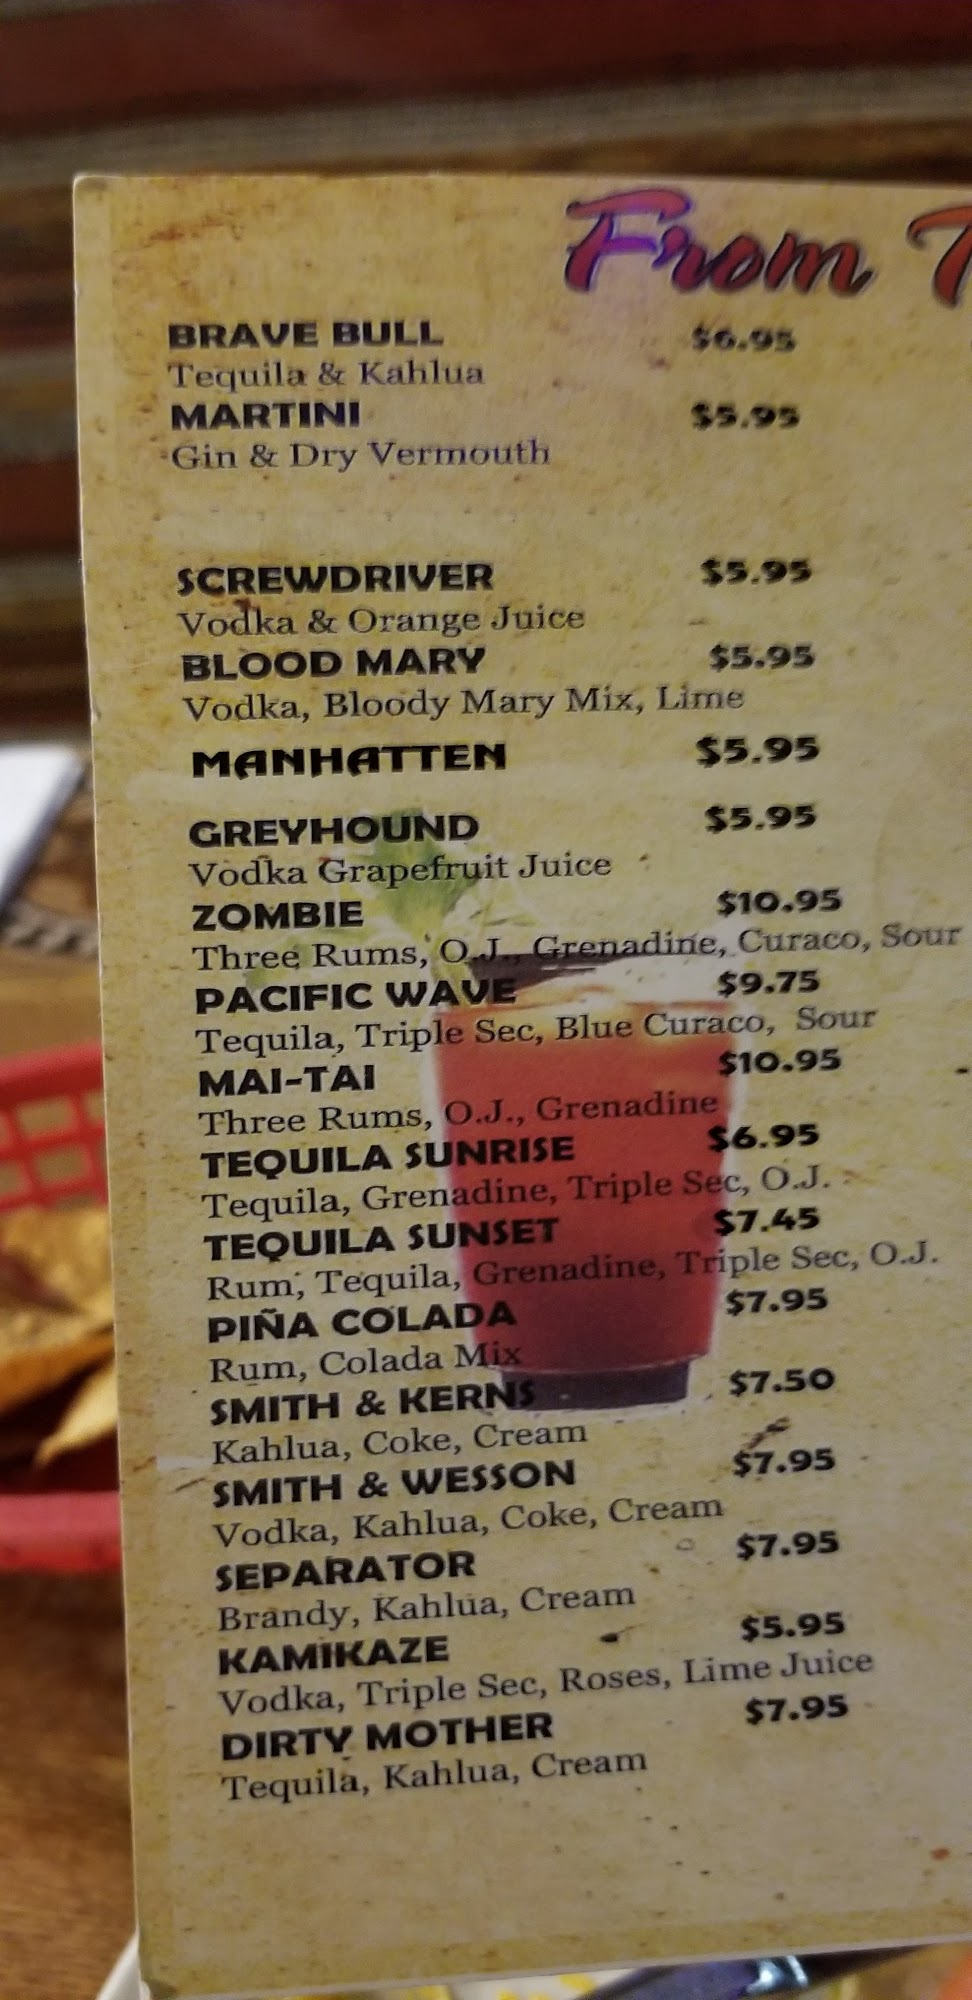 From T
BRAVE BULL $6.95
Tequila & Kahlua
MARTINI $5.95
Gin & Dry Vermouth
SCREWDRIVER $5.95
Vodka & Orange Juice
BLOOD MARY $5.95
Vodka, Bloody Mary Mix, Lime
MANHATTEN $5.95
GREYHOUND $5.95
Vodka Grapefruit Juice
ZOMBIE $10.95
Three Rums, O.J., Grenadine, Curaco, Sour
PACIFIC WAVE $9.75
Tequila, Triple Sec, Blue Curaco, Sour
MAI-TAI $10.95
Three Rums, O.J., Grenadine
TEQUILA SUNRISE $6.95
Tequila, Grenadine, Triple Sec, O.J.
TEQUILA SUNSET $7.45
Rum, Tequila, Grenadine, Triple Sec, O.J.
PIÑA COLADA $7.95
Rum, Colada Mix
SMITH & KERNS $7.50
Kahlua, Coke, Cream
SMITH & WESSON $7.95
Vodka, Kahlua, Coke, Cream
SEPARATOR $7.95
Brandy, Kahlua, Cream
KAMIKAZE $5.95
Vodka, Triple Sec, Roses, Lime Juice
DIRTY MOTHER $7.95
Tequila, Kahlua, Cream